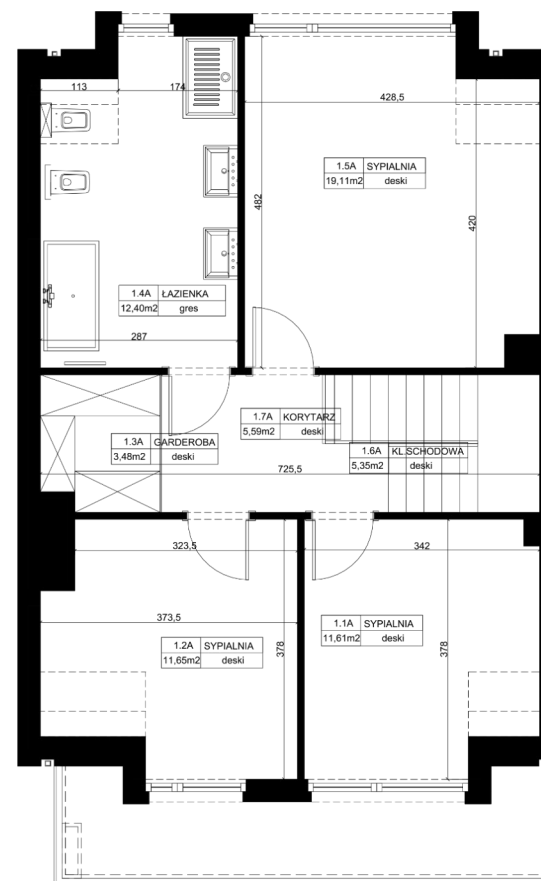 113
174
428,5
1.5A SYPIALNIA
19,11m2 deski
482
420
1.4A ŁAZIENKA
12,40m2 gres
287
1.7A KORYTARZ
5,59m2 deski
1.3A GARDEROBA
3,48m2 deski
1.6A KL.SCHODOWA
5,35m2 deski
725,5
323,5
342
373,5
1.1A SYPIALNIA
11,61m2 deski
1.2A SYPIALNIA
11,65m2 deski
378
378